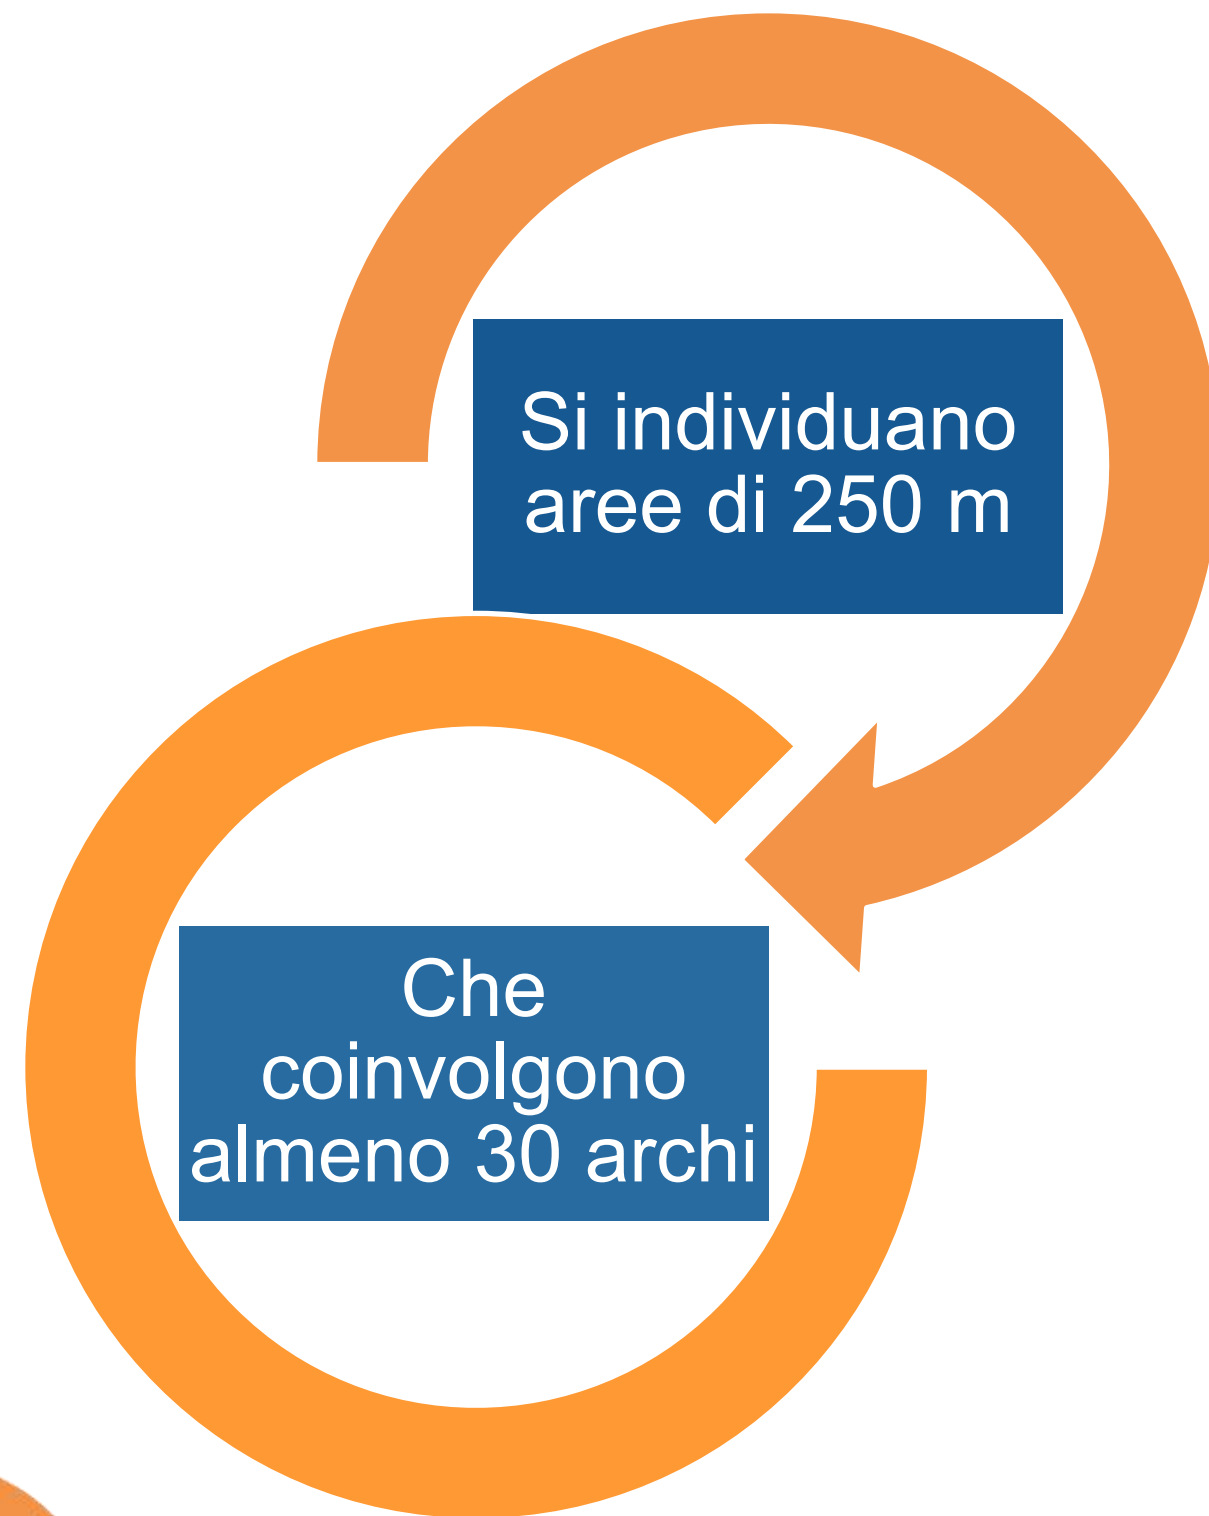 Si individuano
aree di 250 m
Che
coinvolgono
almeno 30 archi